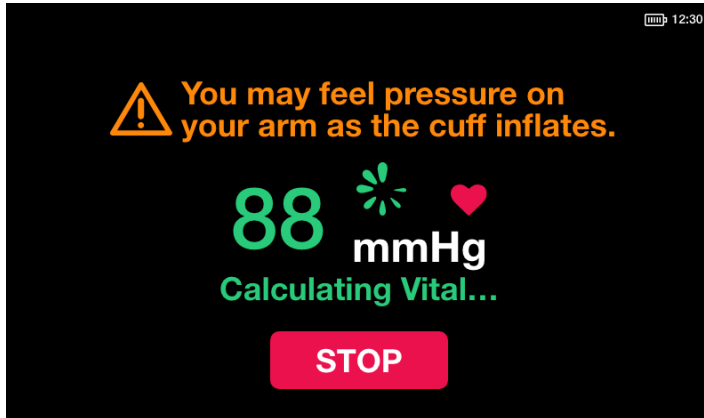 12:30
You may feel pressure on
your arm as the cuff inflates.
88
mmHg
Calculating Vital...
STOP